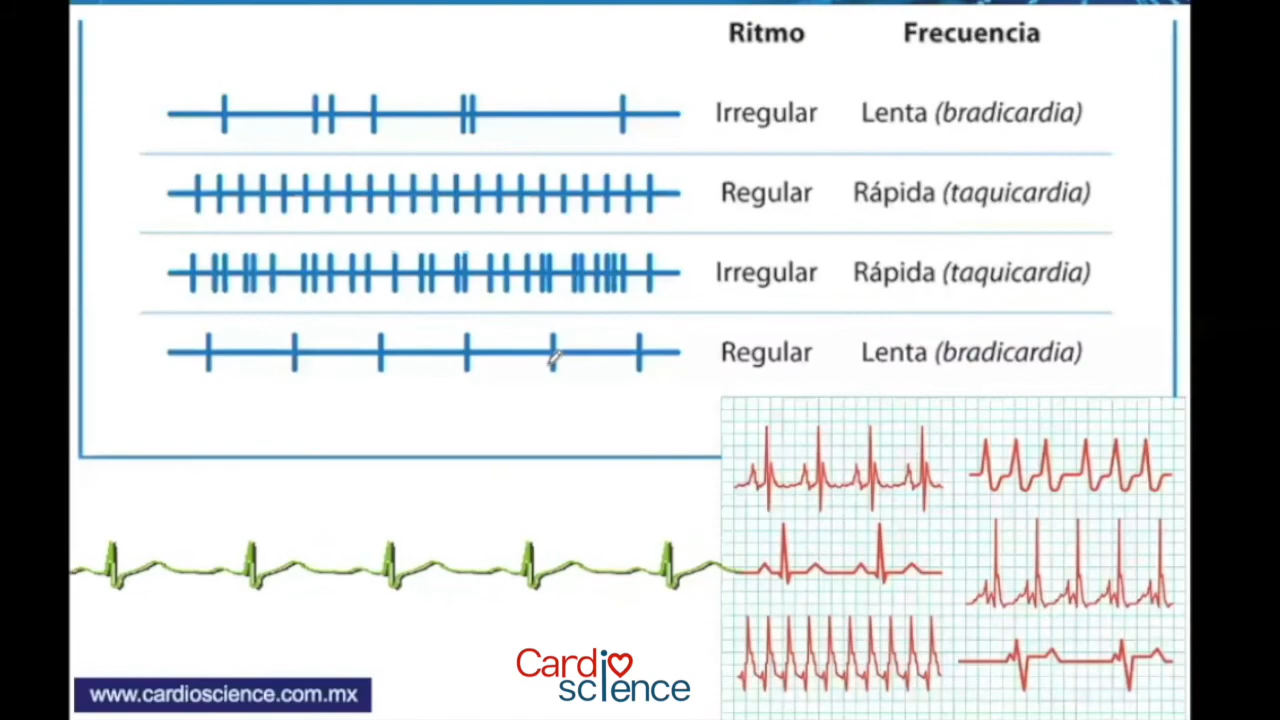 Ritmo Frecuencia
Irregular Lenta (bradicardia)
Regular Rápida (taquicardia)
Irregular Rápida (taquicardia)
Regular Lenta (bradicardia)
Cardio
science
www.cardioscience.com.mx